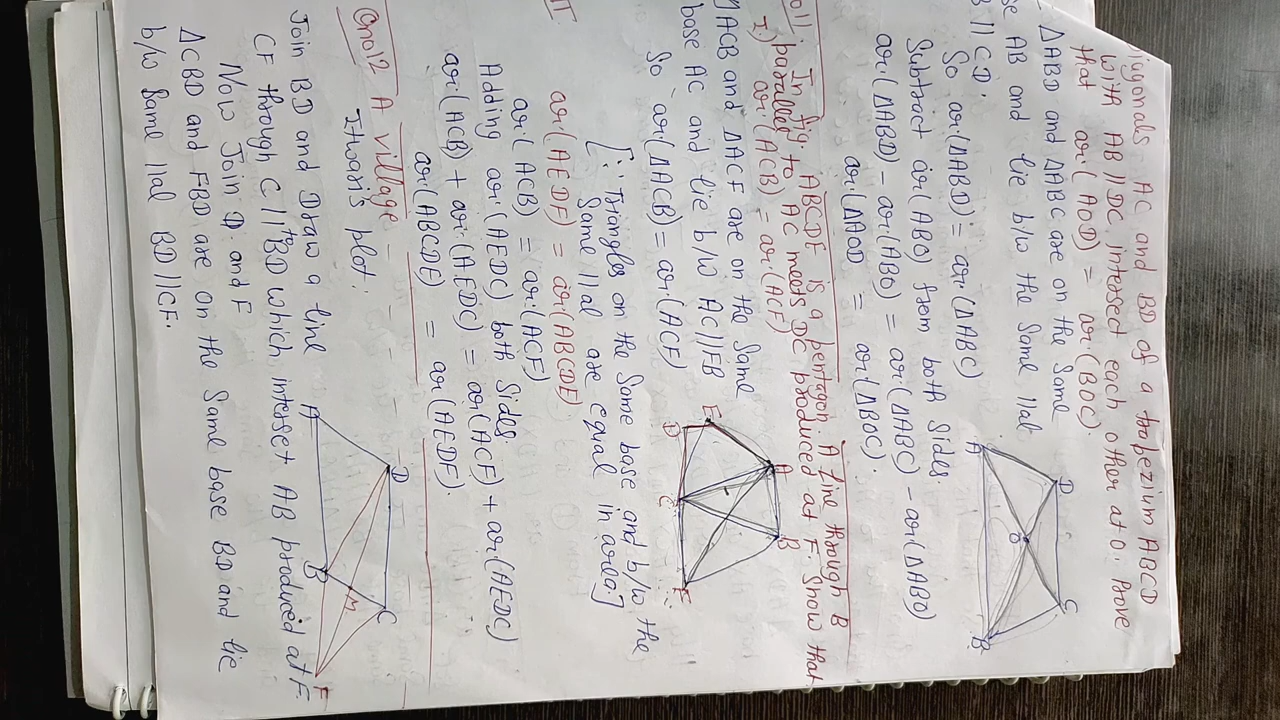 Diagonals AC and BD of a trapezium ABCD
with AB || DC intersect each other at O. Prove
that ar(AOD) = ar(BOC).
ΔABD and ΔABC are on the Same
se AB and lie b/w the Same ||al
B || CD.
So ar(ΔABD) = ar(ΔABC)
Subtract ar(ABO) from both Sides.
ar(ΔABD) - ar(ABO) = ar(ΔABC) - ar(ΔABO)
ar(ΔAOD = ar(ΔBOC).
D
C
O
A
B
no11 In fig. ABCDE is a pentagon. A line through B
parallel to AC meets DC produced at F. Show that
I.) ar(ACB) = ar(ACF)
ACB and ΔACF are on the Same
base AC and lie b/w AC||FB
So ar(ΔACB) = ar(ACF)
[∵ Triangles on the Same base and b/w the
Same ||al are equal in area.]
E
A
B
D
C
F
II ar(AEDF) = ar(ABCDE)
ar(ACB) = ar(ACF)
Adding ar(AEDC) both Sides.
ar(ACB) + ar(AEDC) = ar(ACF) + ar(AEDC)
ar(ABCDE) = ar(AEDF).
Qno12 A village - - - -
Itwaari's plot.
Join BD and Draw a line
CF through C || to BD which interset AB produced at F
Now Join D and F
ΔCBD and FBD are on the Same base BD and lie
b/w Same ||al BD||CF.
D
C
A
B
M
F